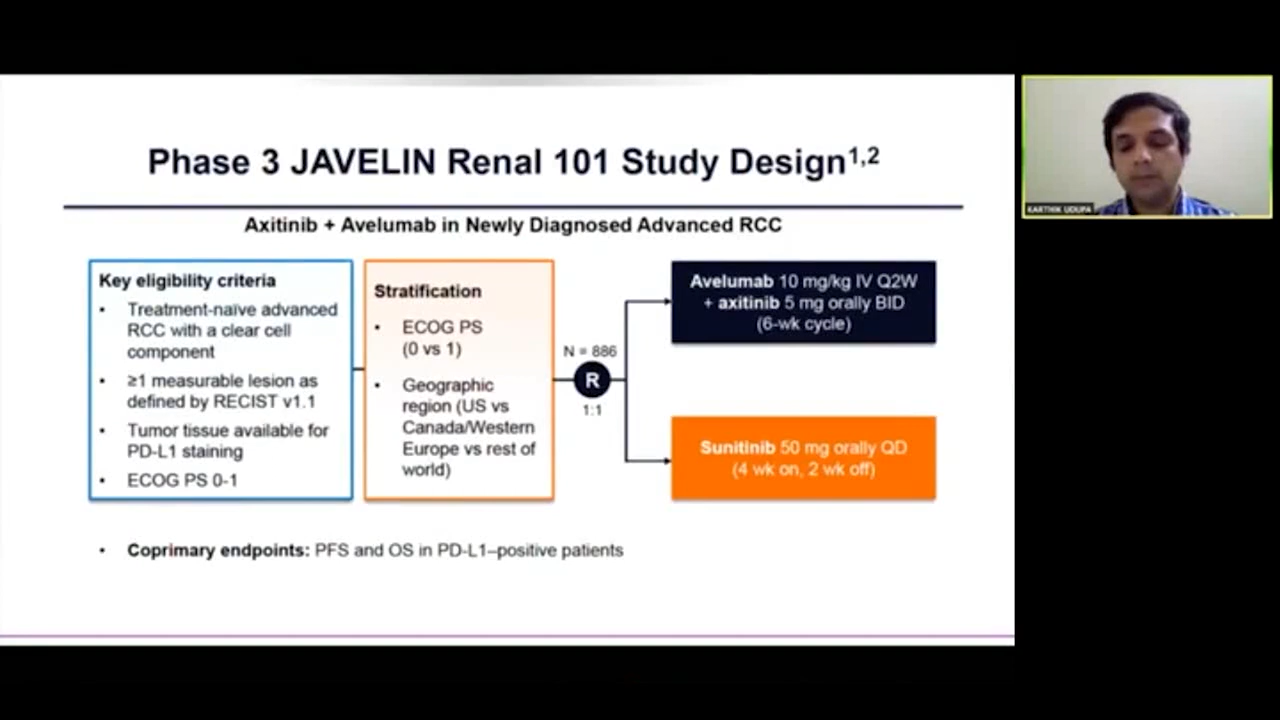 Phase 3 JAVELIN Renal 101 Study Design1,2
Axitinib + Avelumab in Newly Diagnosed Advanced RCC
Key eligibility criteria
• Treatment-naïve advanced
RCC with a clear cell
component
• ≥1 measurable lesion as
defined by RECIST v1.1
• Tumor tissue available for
PD-L1 staining
• ECOG PS 0-1
Stratification
• ECOG PS
(0 vs 1)
• Geographic
region (US vs
Canada/Western
Europe vs rest of
world)
N = 886
R
1:1
Avelumab 10 mg/kg IV Q2W
+ axitinib 5 mg orally BID
(6-wk cycle)
Sunitinib 50 mg orally QD
(4 wk on, 2 wk off)
• Coprimary endpoints: PFS and OS in PD-L1–positive patients
KARTHIK UDUPA